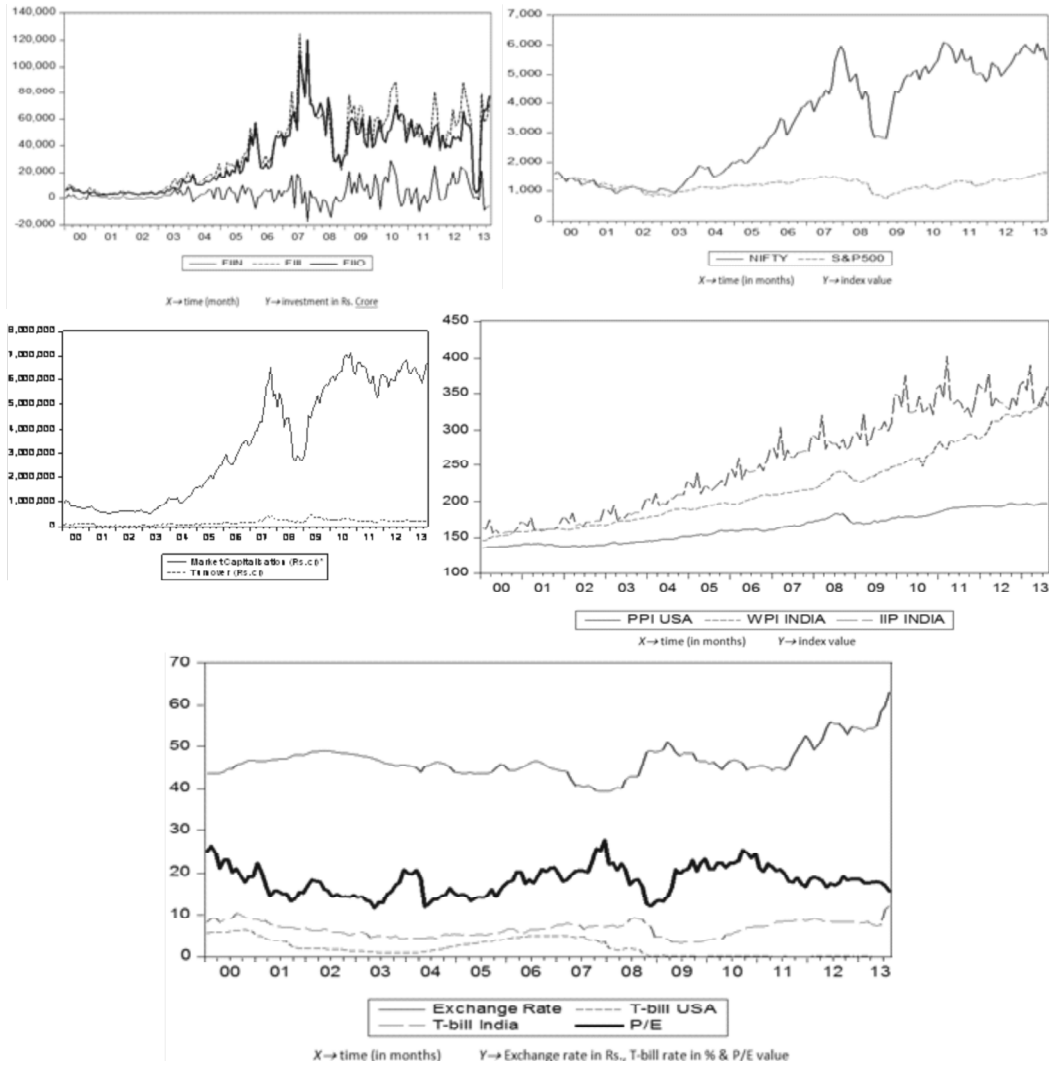 140,000
120,000
100,000
80,000
60,000
40,000
20,000
0
-20,000
00 01 02 03 04 05 06 07 08 09 10 11 12 13
FIIN FIII FIIO
X→ time (month) Y→ investment in Rs. Crore
7,000
6,000
5,000
4,000
3,000
2,000
1,000
0
00 01 02 03 04 05 06 07 08 09 10 11 12 13
NIFTY S&P500
X→ time (in months) Y→ index value
8,000,000
7,000,000
6,000,000
5,000,000
4,000,000
3,000,000
2,000,000
1,000,000
0
00 01 02 03 04 05 06 07 08 09 10 11 12 13
Market Capitalisation (Rs.cr)*
Turnover (Rs.cr)
450
400
350
300
250
200
150
100
00 01 02 03 04 05 06 07 08 09 10 11 12 13
PPI USA WPI INDIA IIP INDIA
X→ time (in months) Y→ index value
70
60
50
40
30
20
10
0
00 01 02 03 04 05 06 07 08 09 10 11 12 13
Exchange Rate T-bill USA
T-bill India P/E
X→ time (in months) Y→ Exchange rate in Rs., T-bill rate in % & P/E value